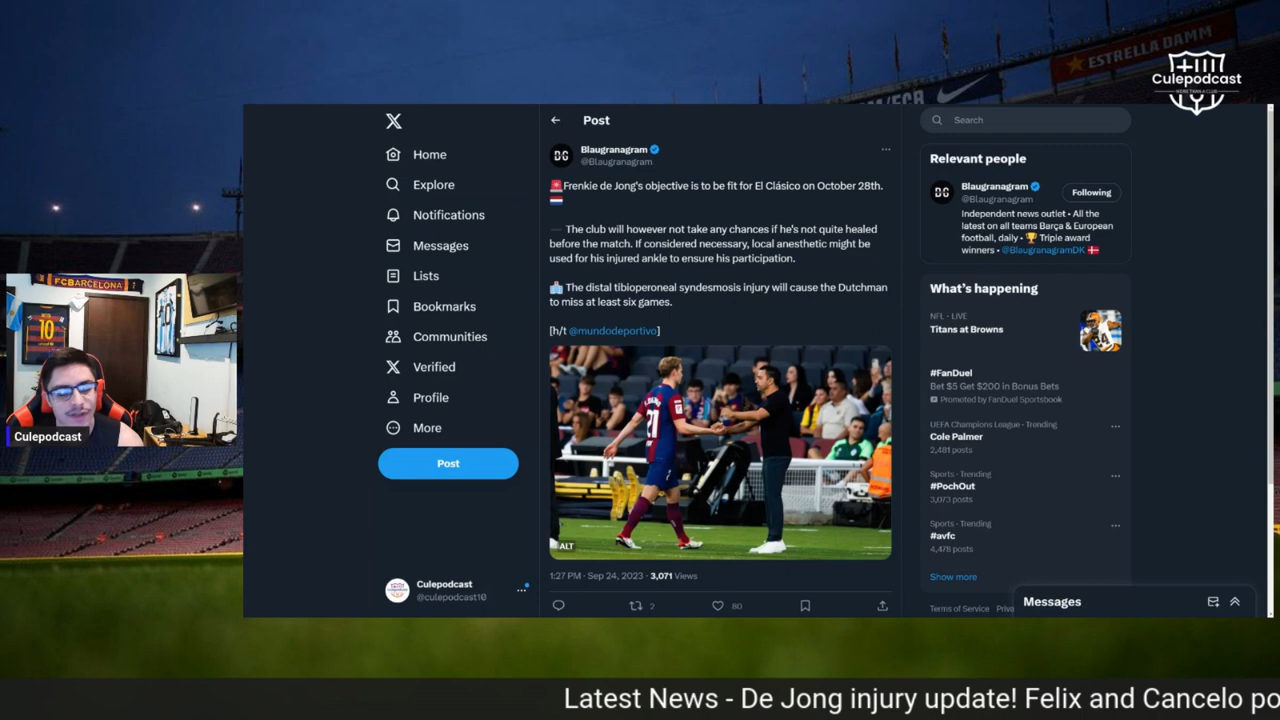 ESTRELLA DAMM
Culepodcast
FCBARCELONA
10
10
Culepodcast
Home
Explore
Notifications
Messages
Lists
Bookmarks
Communities
Verified
Profile
More
Post
Culepodcast
@culepodcast10
Post
Blaugranagram
@Blaugranagram
🚨Frenkie de Jong's objective is to be fit for El Clásico on October 28th.
🇳🇱
— The club will however not take any chances if he's not quite healed
before the match. If considered necessary, local anesthetic might be
used for his injured ankle to ensure his participation.
🏥 The distal tibioperoneal syndesmosis injury will cause the Dutchman
to miss at least six games.
[h/t @mundodeportivo]
21
ALT
1:27 PM · Sep 24, 2023 · 3,071 Views
2
80
Search
Relevant people
Blaugranagram
@Blaugranagram
Following
Independent news outlet • All the
latest on all teams Barça & European
football, daily • 🏆 Triple award
winners • @BlaugranagramDK 🇩🇰
What's happening
NFL · LIVE
Titans at Browns
#FanDuel
Bet $5 Get $200 in Bonus Bets
Promoted by FanDuel Sportsbook
UEFA Champions League · Trending
Cole Palmer
2,481 posts
Sports · Trending
#PochOut
3,073 posts
Sports · Trending
#avfc
4,478 posts
Show more
Terms of Service
Messages
Latest News - De Jong injury update! Felix and Cancelo po